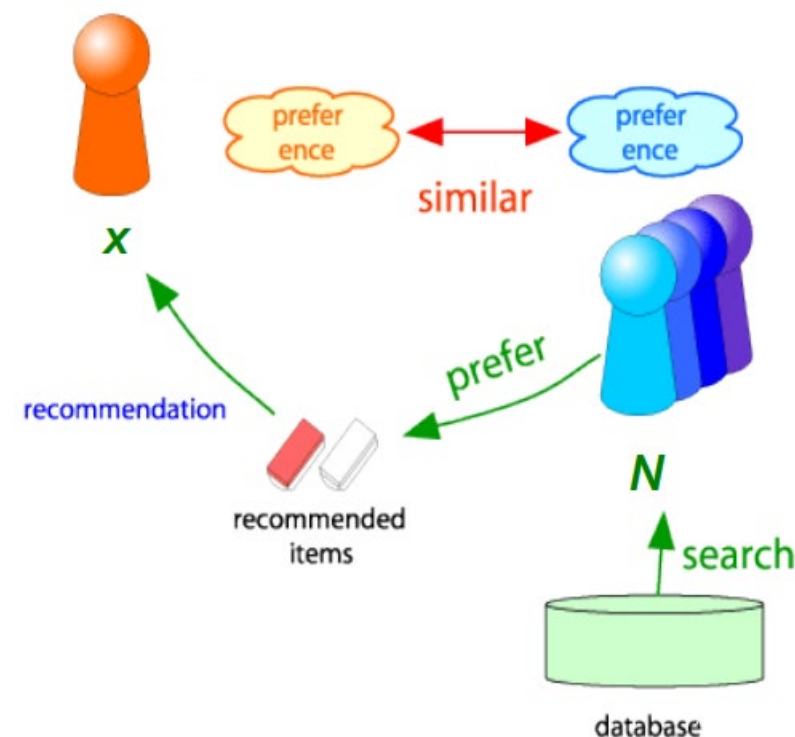 prefer
ence
prefer
ence
similar
x
prefer
recommendation
N
recommended
items
search
database